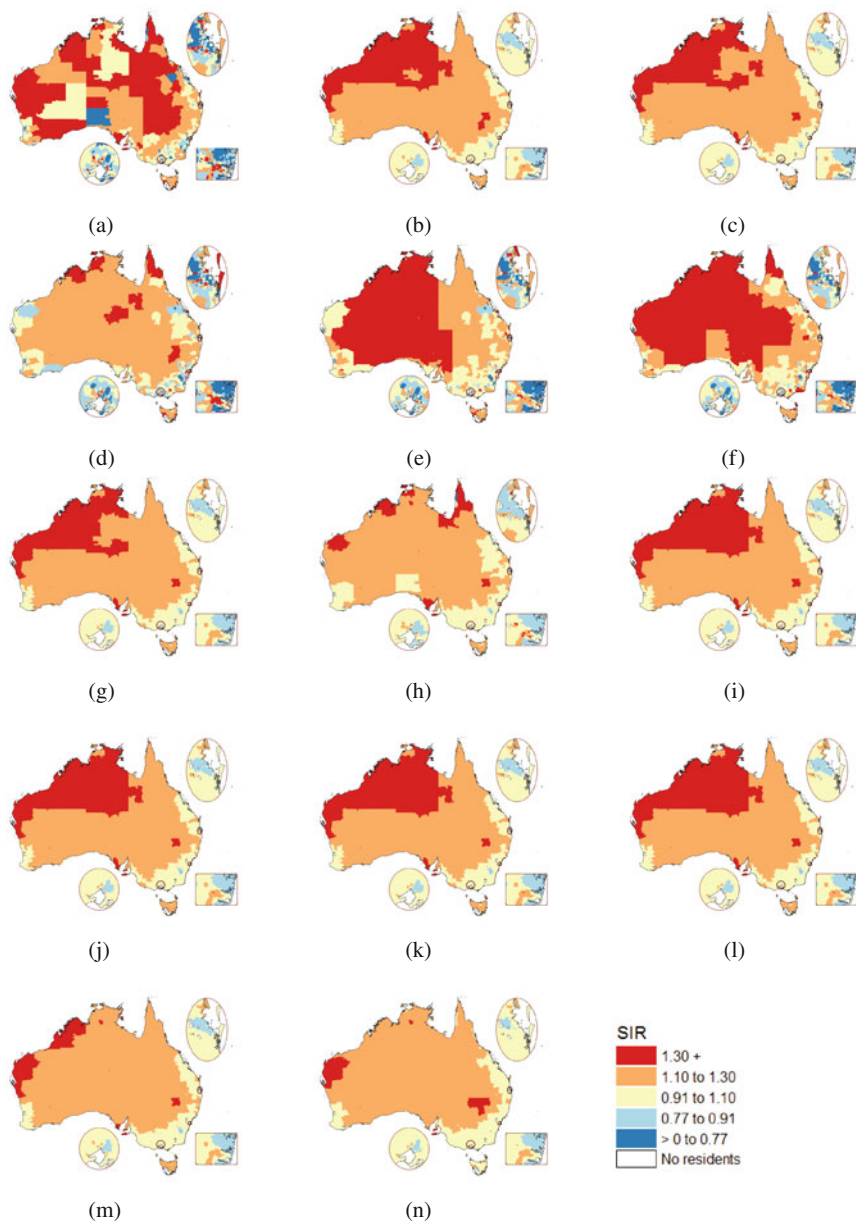 (a) (b) (c)
(d) (e) (f)
(g) (h) (i)
(j) (k) (l)
SIR
1.30 +
1.10 to 1.30
0.91 to 1.10
0.77 to 0.91
> 0 to 0.77
No residents
(m) (n)